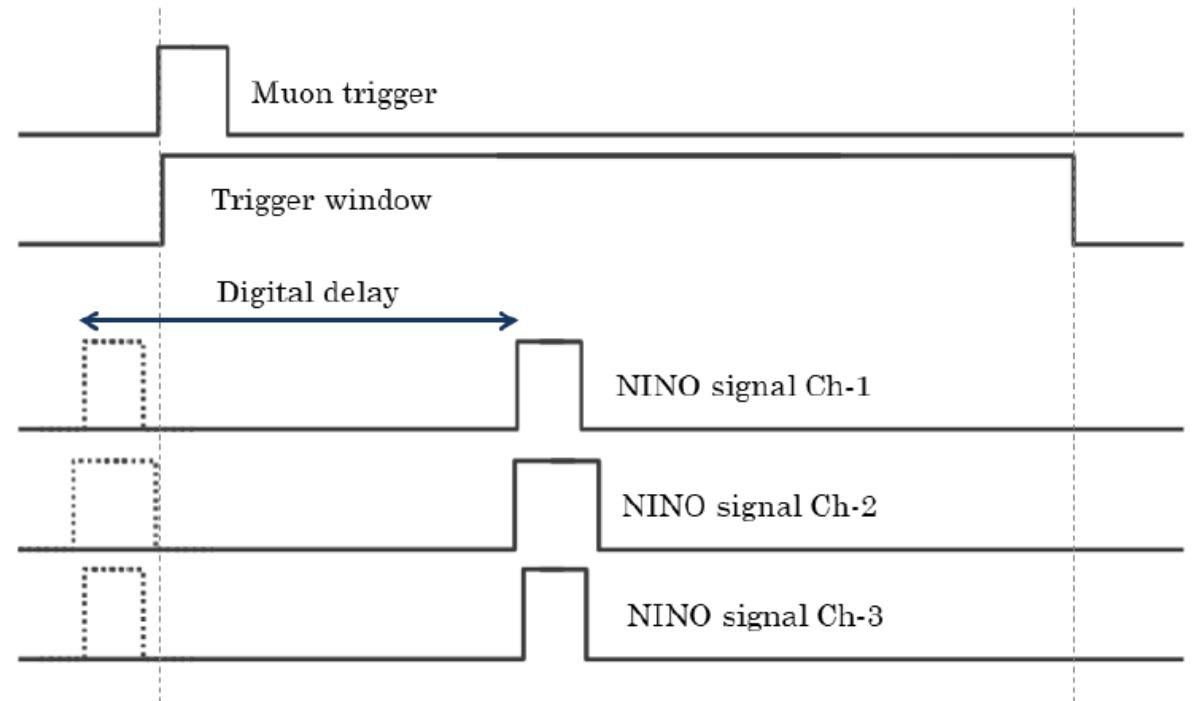 Muon trigger
Trigger window
Digital delay
NINO signal Ch-1
NINO signal Ch-2
NINO signal Ch-3